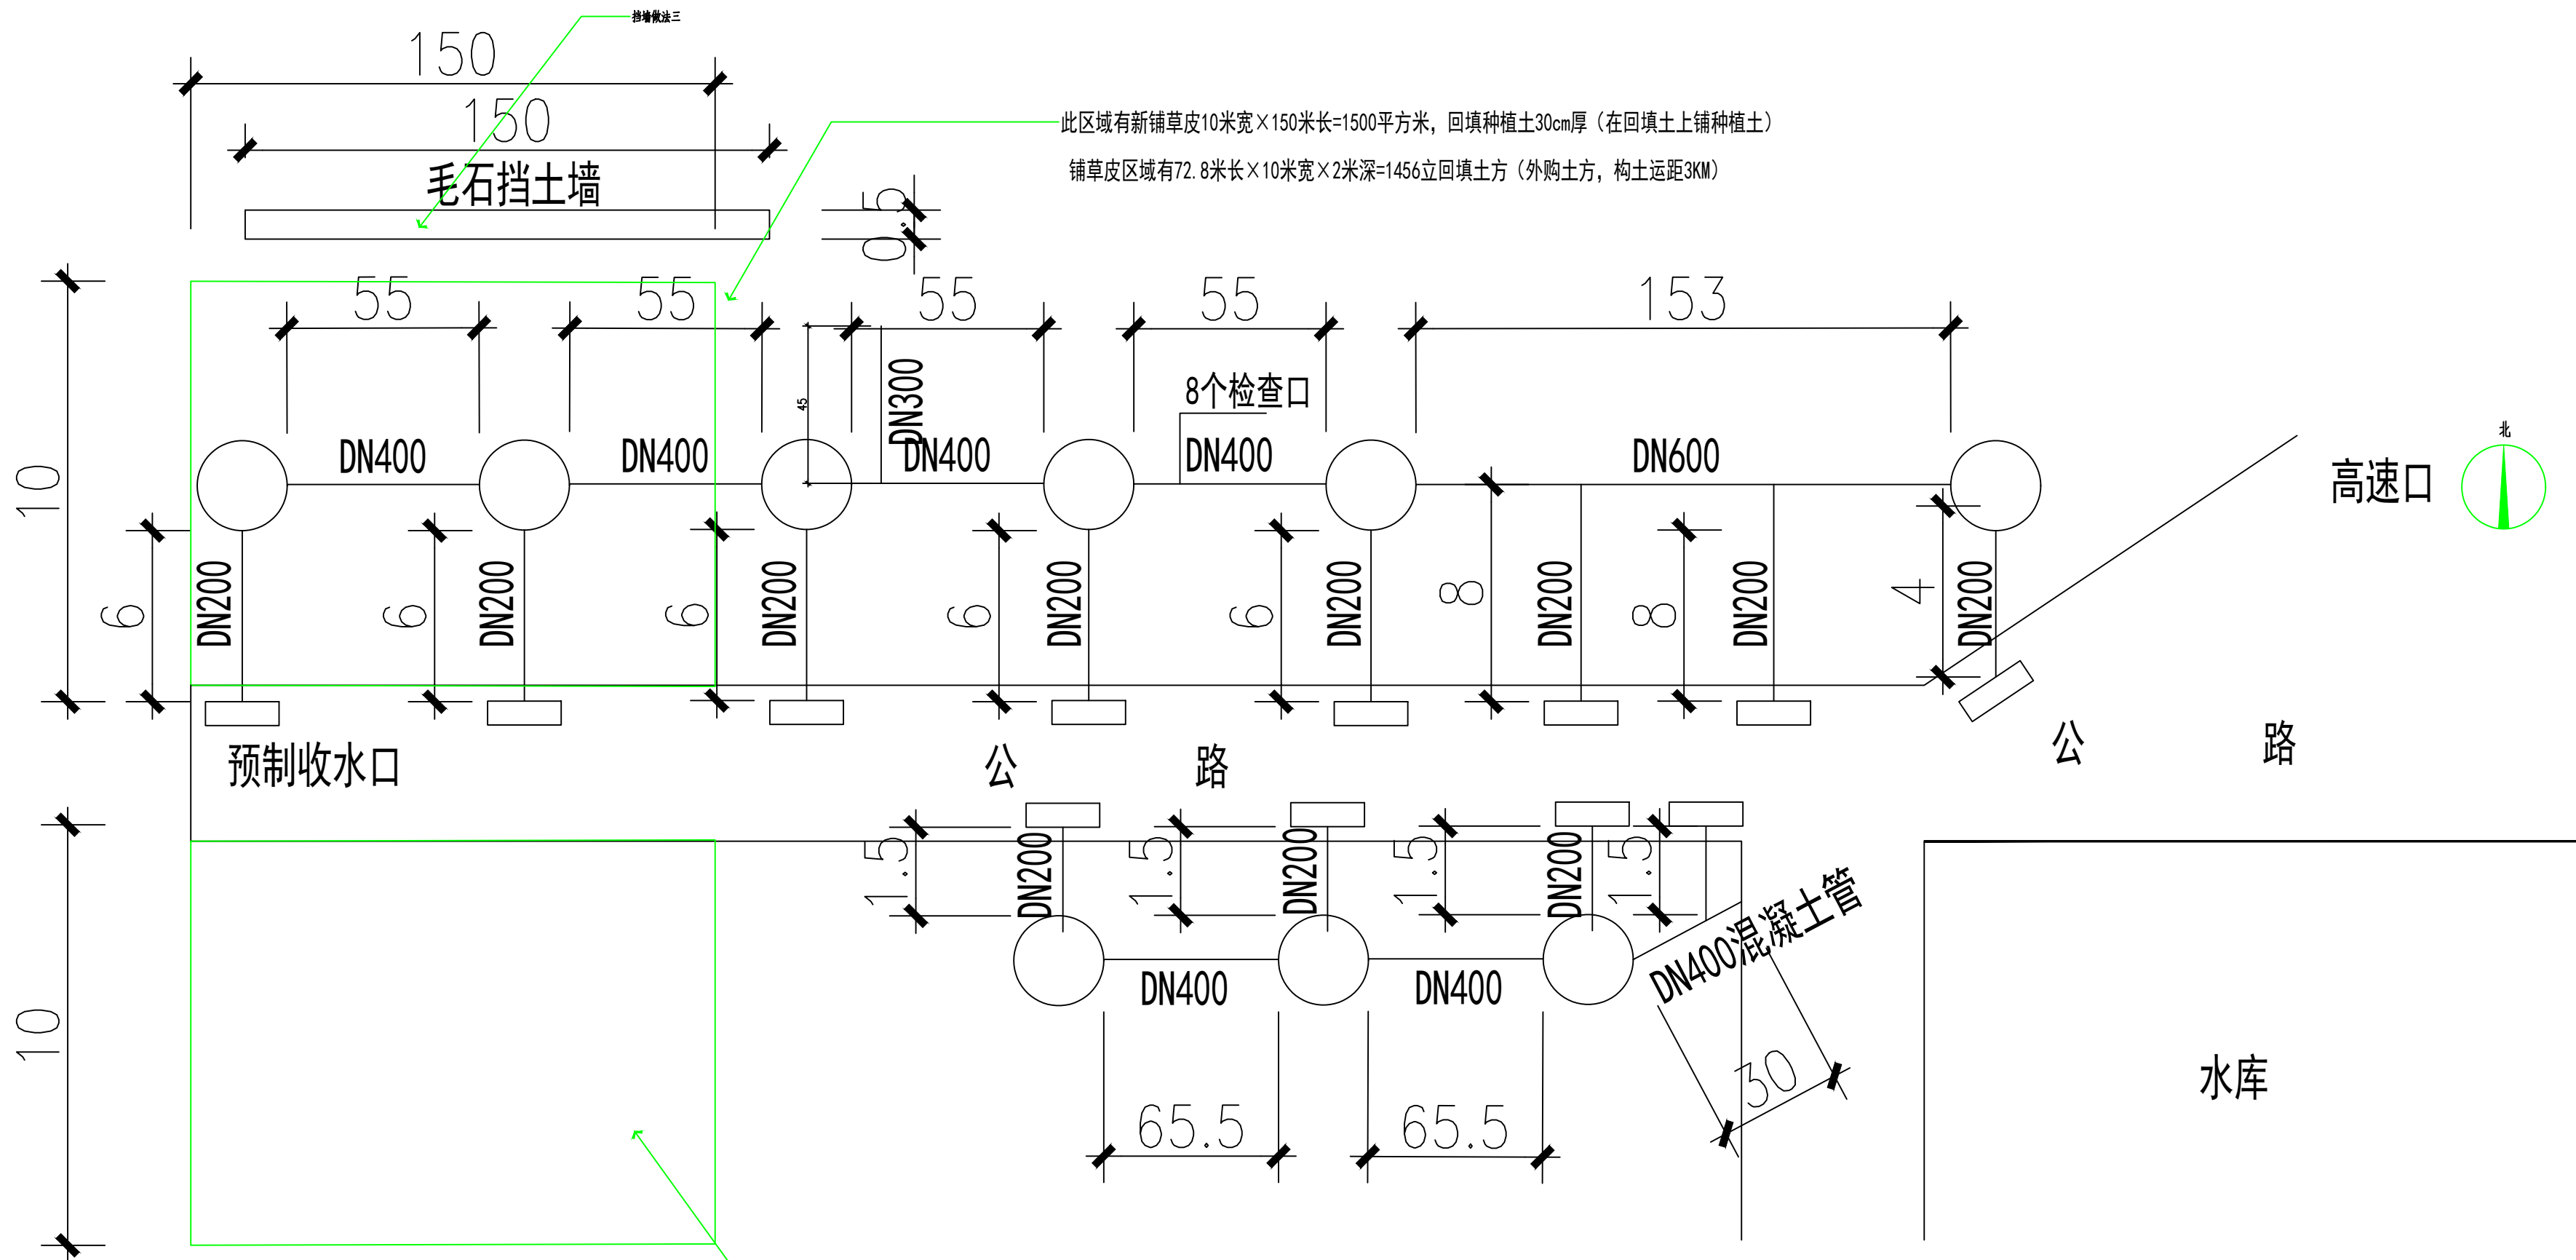 挡墙做法三
150
150
毛石挡土墙
0.5
此区域有新铺草皮10米宽×150米长=1500平方米，回填种植土30cm厚（在回填土上铺种植土）
铺草皮区域有72.8米长×10米宽×2米深=1456立回填土方（外购土方，构土运距3KM）
55
55
55
55
153
45
DN300
8个检查口
DN400
DN400
DN400
DN400
DN600
北
高速口
10
6
DN200
6
DN200
6
DN200
6
DN200
6
DN200
8
DN200
8
DN200
4
DN200
预制收水口
公 路
公 路
10
1.5
DN200
1.5
DN200
1.5
DN200
1.5
DN400混凝土管
DN400
DN400
30
65.5
65.5
水库